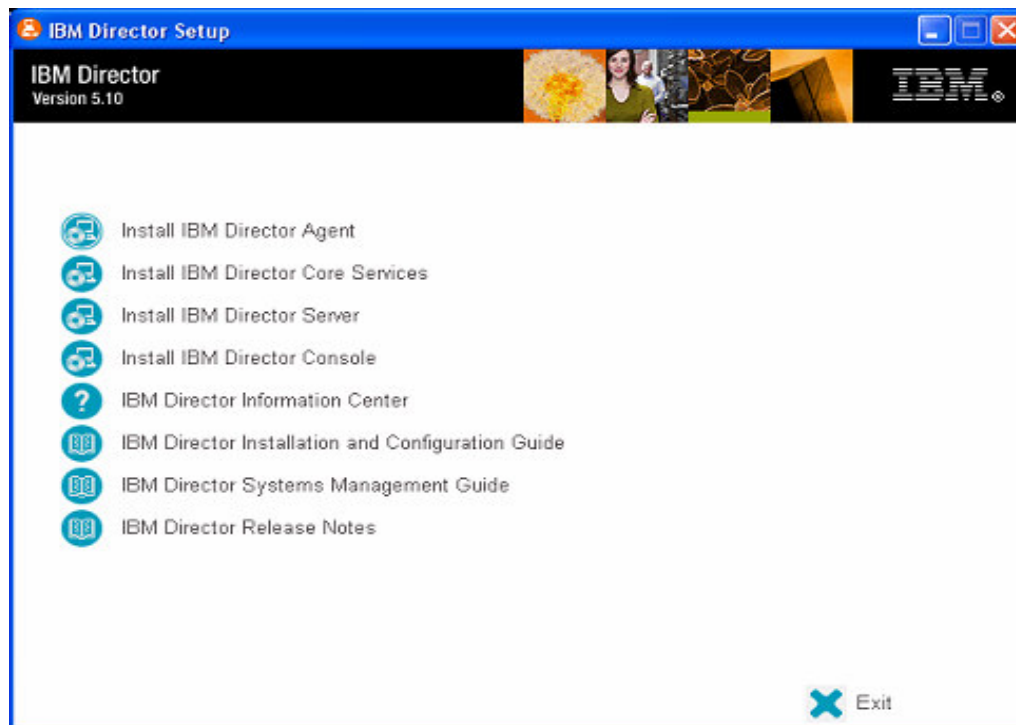 IBM Director Setup
IBM Director
Version 5.10
IBM®
Install IBM Director Agent
Install IBM Director Core Services
Install IBM Director Server
Install IBM Director Console
IBM Director Information Center
IBM Director Installation and Configuration Guide
IBM Director Systems Management Guide
IBM Director Release Notes
Exit